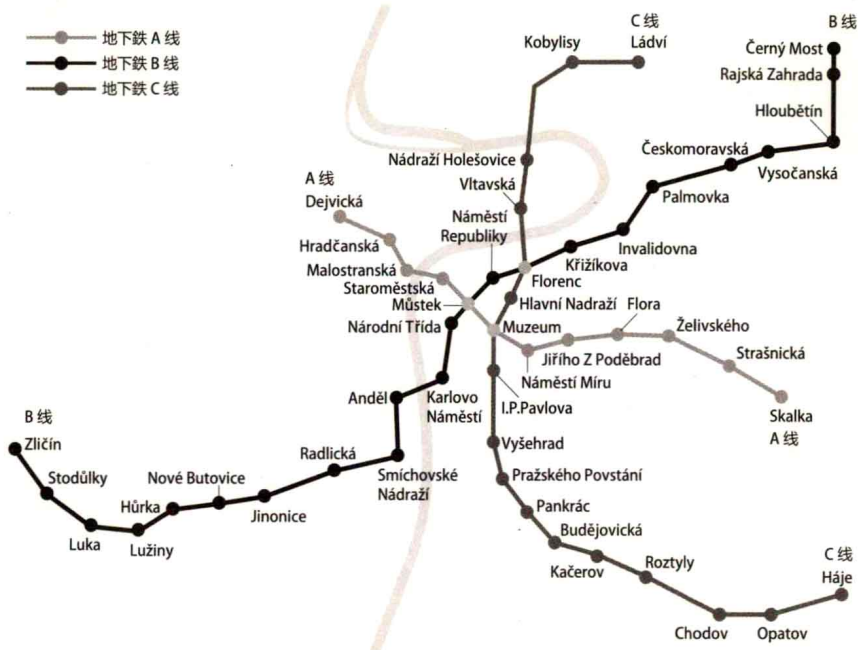 地下鉄 A 线
地下鉄 B 线
地下鉄 C 线
C 线
Ládví
Kobylisy
B 线
Černý Most
Rajská Zahrada
Hloubětín
Českomoravská
Vysočanská
Palmovka
Nádraží Holešovice
Vltavská
A 线
Dejvická
Hradčanská
Malostranská
Staroměstská
Můstek
Národní Třída
Náměstí
Republiky
Invalidovna
Křižíkova
Florenc
Hlavní Nadraží
Flora
Muzeum
Želivského
Jiřího Z Poděbrad
Strašnická
Náměstí Míru
Skalka
A 线
I.P.Pavlova
Anděl
Karlovo
Náměstí
B 线
Zličín
Stodůlky
Luka
Lužiny
Hůrka
Nové Butovice
Jinonice
Radlická
Smíchovské
Nádraží
Vyšehrad
Pražského Povstání
Pankrác
Budějovická
Kačerov
Roztyly
Chodov
Opatov
C 线
Háje